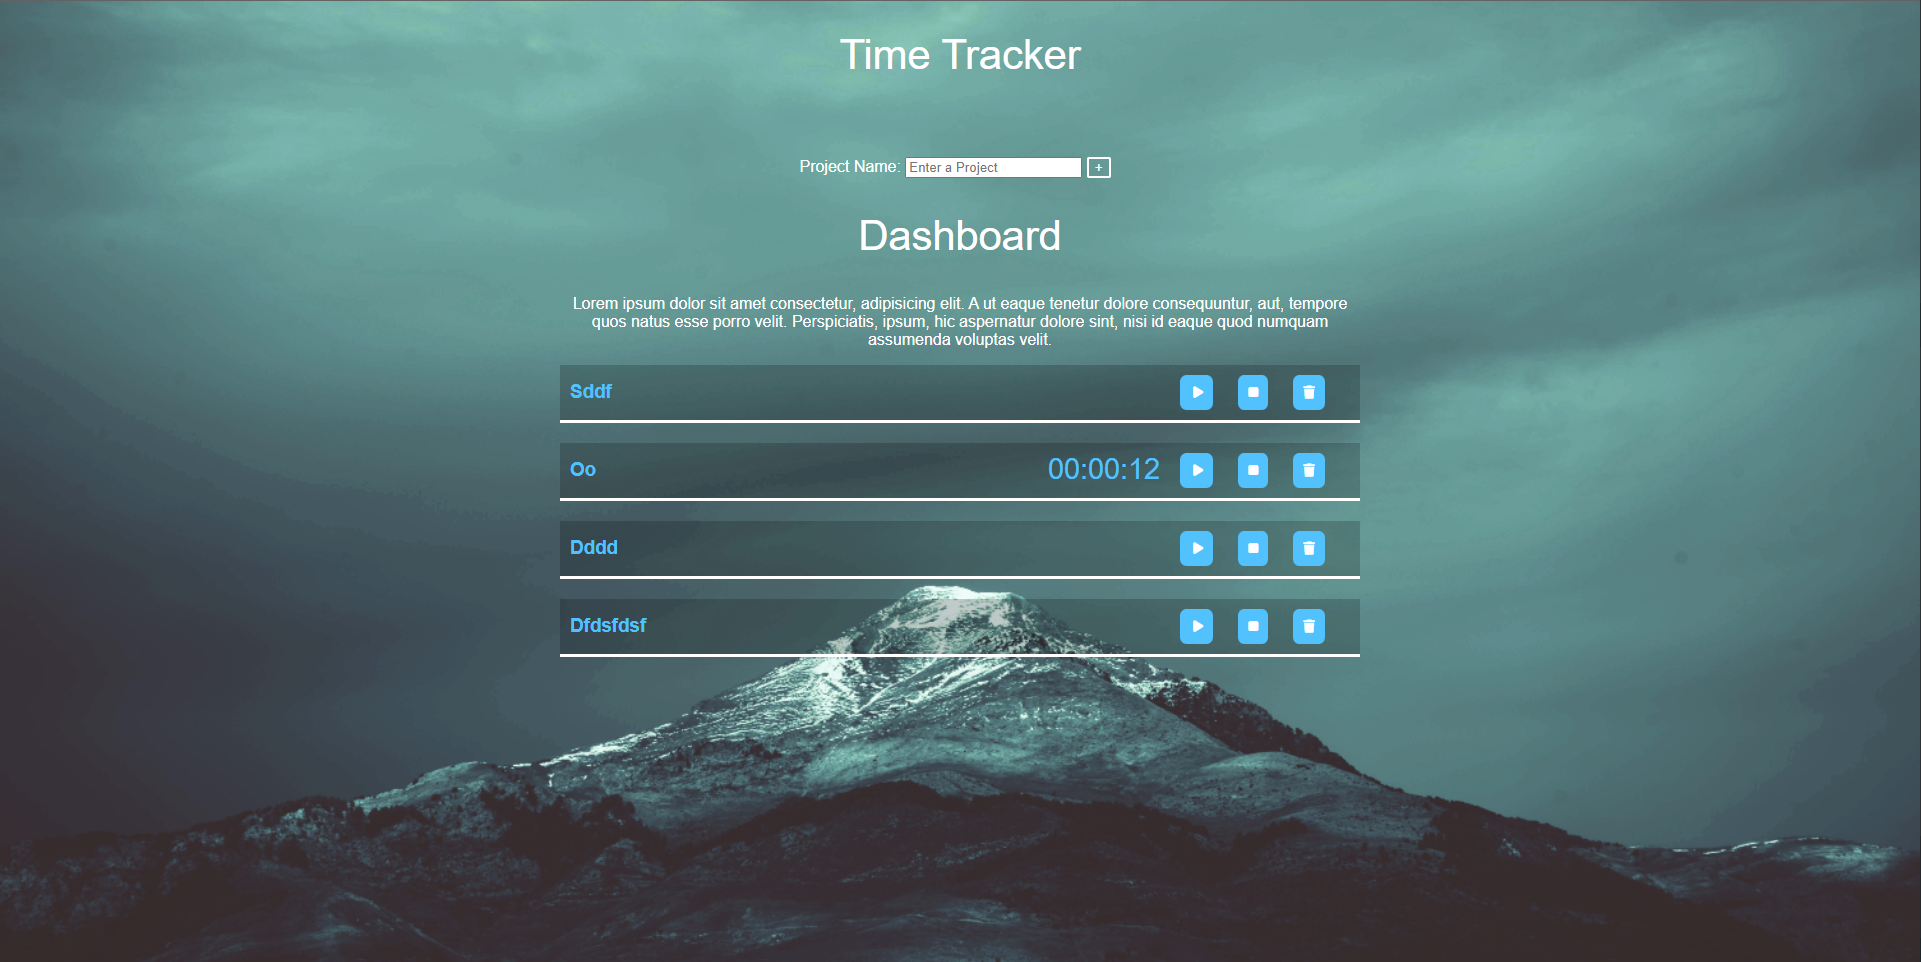 Time Tracker
Project Name: Enter a Project +
Dashboard
Lorem ipsum dolor sit amet consectetur, adipisicing elit. A ut eaque tenetur dolore consequuntur, aut, tempore
quos natus esse porro velit. Perspiciatis, ipsum, hic aspernatur dolore sint, nisi id eaque quod numquam
assumenda voluptas velit.
Sddf
Oo 00:00:12
Dddd
Dfdsfdsf